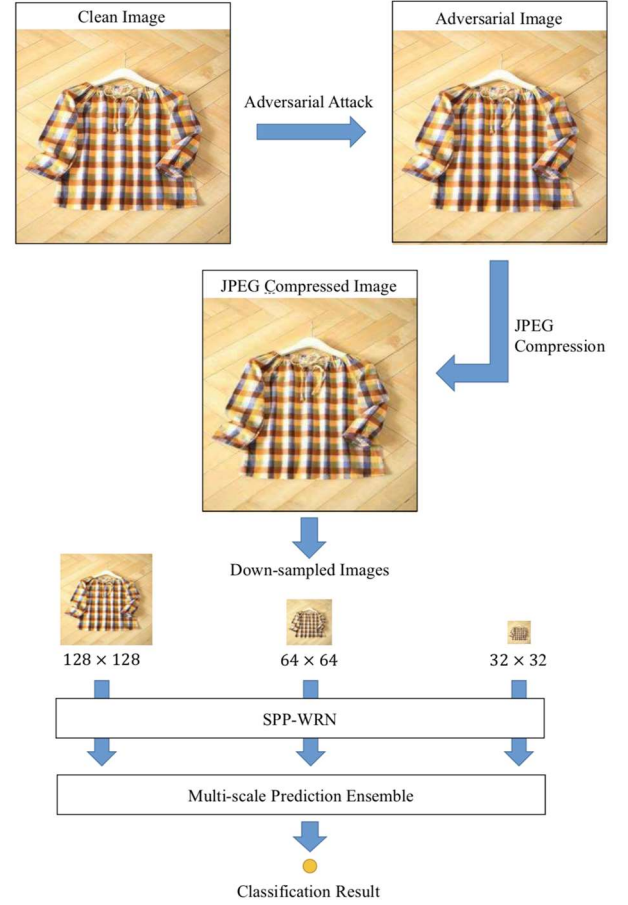 Clean Image
Adversarial Image
Adversarial Attack
JPEG Compressed Image
JPEG
Compression
Down-sampled Images
128 × 128
64 × 64
32 × 32
SPP-WRN
Multi-scale Prediction Ensemble
Classification Result